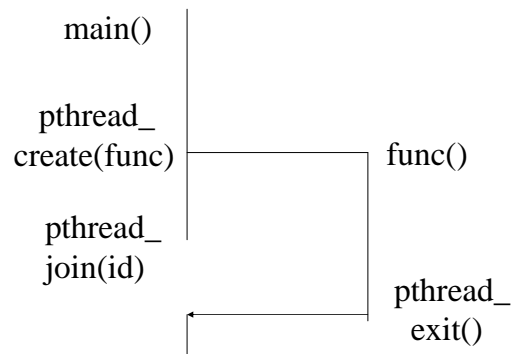 main()
pthread_
create(func)
func()
pthread_
join(id)
pthread_
exit()